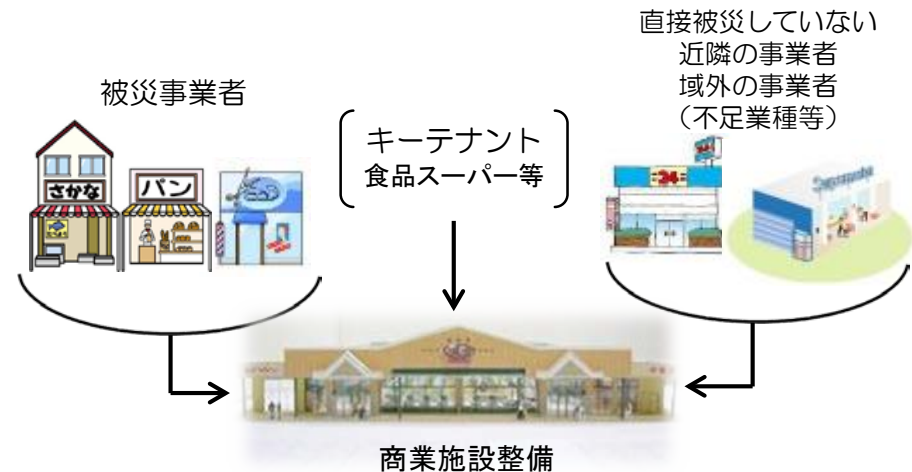 被災事業者
さかな
パン
キーテナント
食品スーパー等
直接被災していない
近隣の事業者
域外の事業者
（不足業種等）
24
商業施設整備